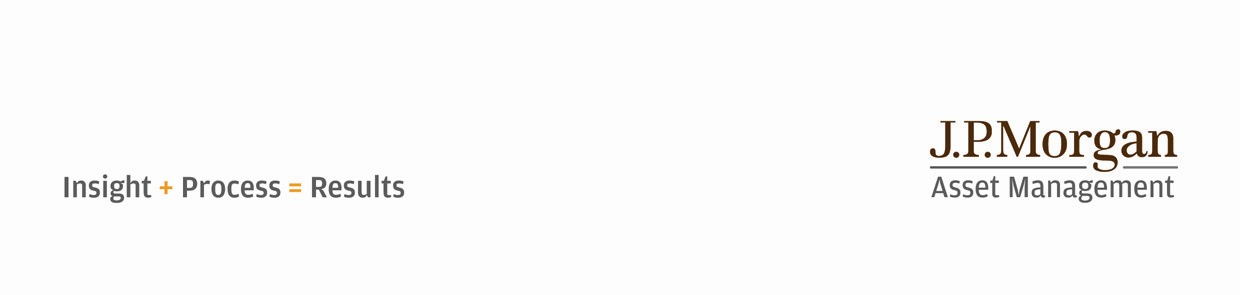 Insight + Process = Results
J.P.Morgan
Asset Management